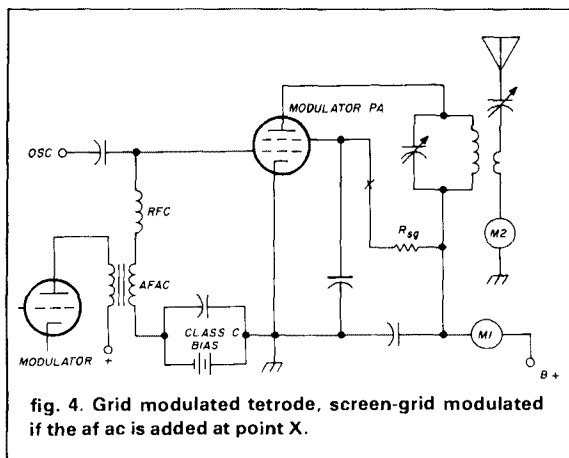 MODULATOR PA
OSC
RFC
X
Rsg
M2
AFAC
CLASS C
BIAS
M1
MODULATOR
+
B +
fig. 4. Grid modulated tetrode, screen-grid modulated
if the af ac is added at point X.